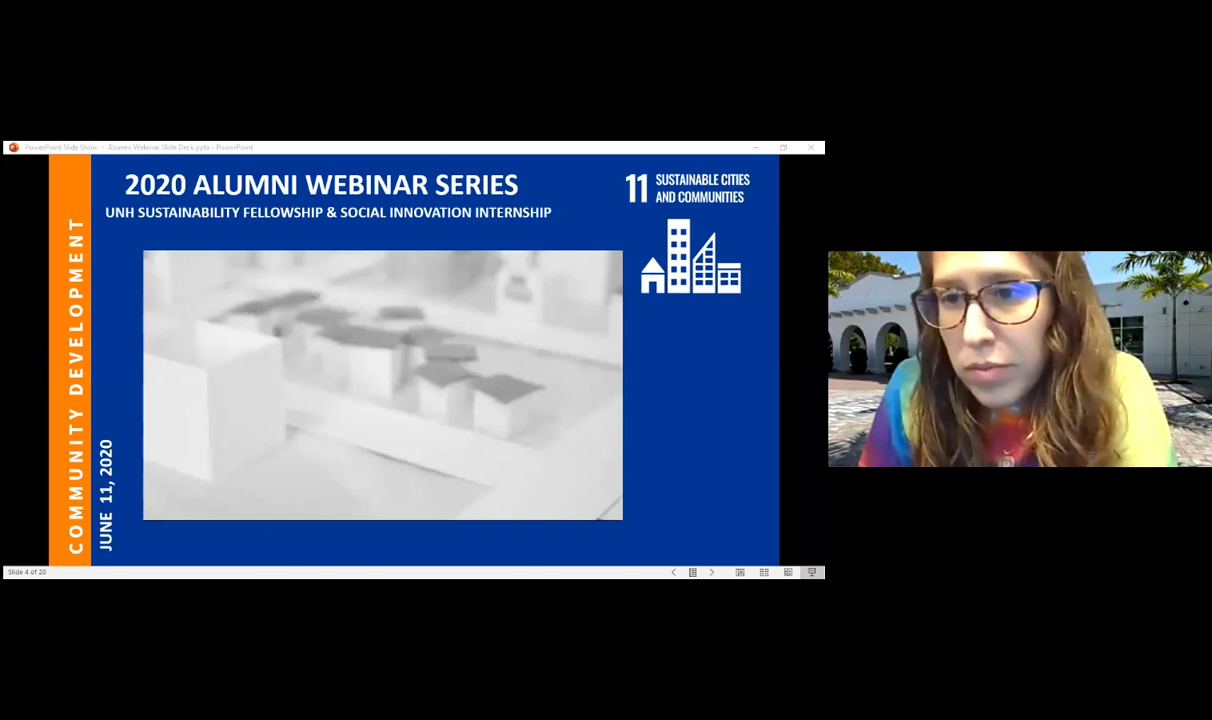 PowerPoint Slide Show - Alumni Webinar Slide Deck.pptx - PowerPoint
2020 ALUMNI WEBINAR SERIES
UNH SUSTAINABILITY FELLOWSHIP & SOCIAL INNOVATION INTERNSHIP
11 SUSTAINABLE CITIES
AND COMMUNITIES
COMMUNITY DEVELOPMENT
JUNE 11, 2020
Slide 4 of 20